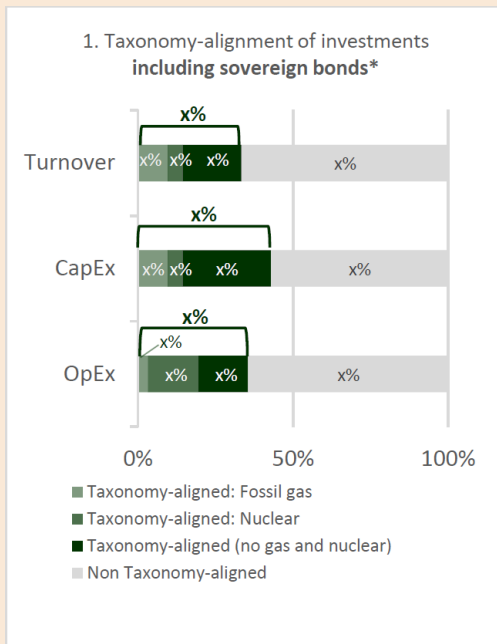 1. Taxonomy-alignment of investments
including sovereign bonds*
x%
Turnover
x% x% x% x%
x%
CapEx
x% x% x% x%
x%
x%
OpEx
x% x% x%
0% 50% 100%
Taxonomy-aligned: Fossil gas
Taxonomy-aligned: Nuclear
Taxonomy-aligned (no gas and nuclear)
Non Taxonomy-aligned